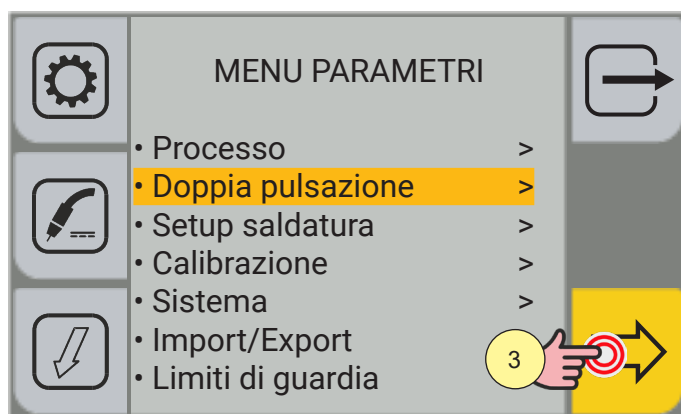 MENU PARAMETRI
• Processo >
• Doppia pulsazione >
• Setup saldatura >
• Calibrazione >
• Sistema >
• Import/Export
• Limiti di guardia
3